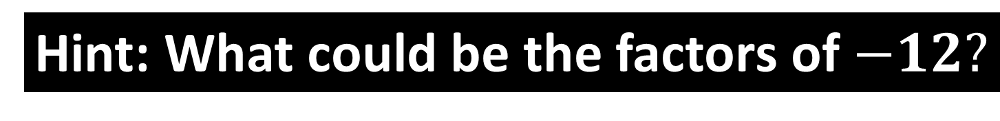 Hint: What could be the factors of −12?